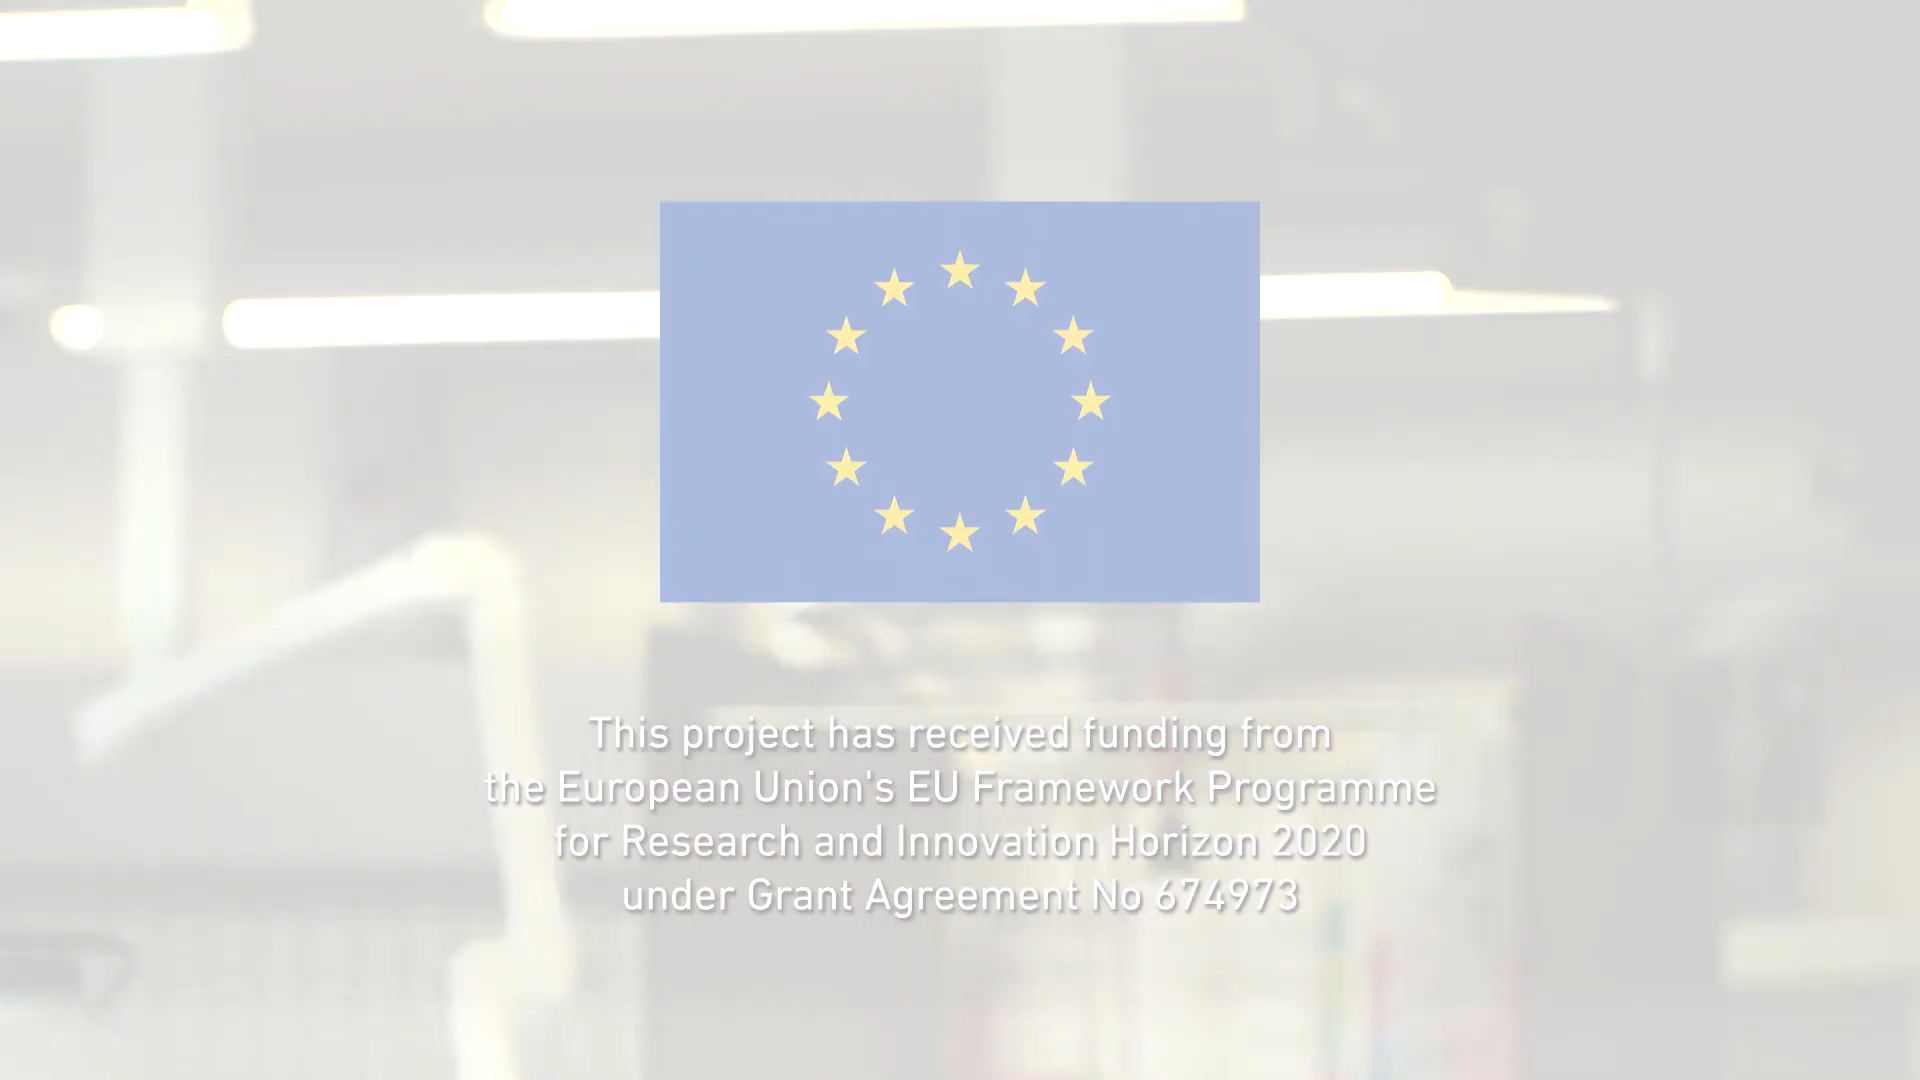 This project has received funding from
the European Union's EU Framework Programme
for Research and Innovation Horizon 2020
under Grant Agreement No 674973